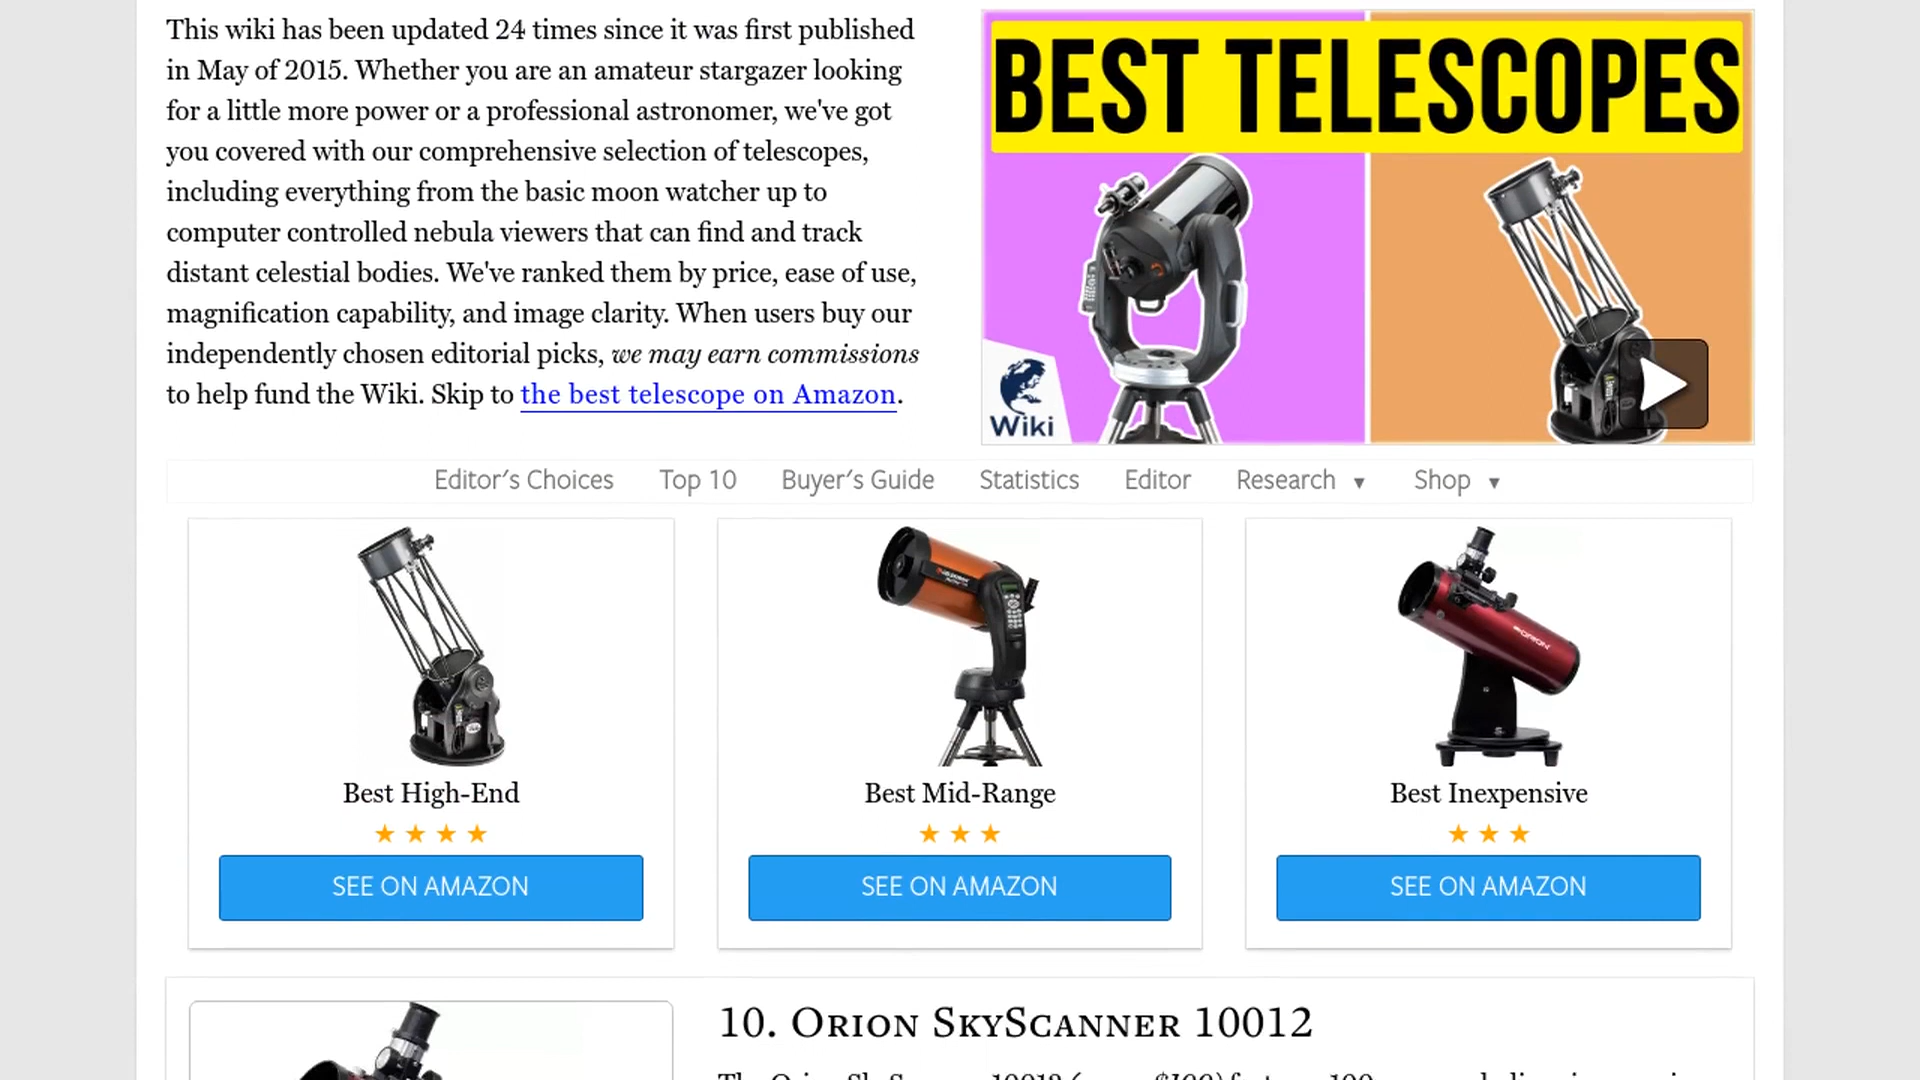 This wiki has been updated 24 times since it was first published
in May of 2015. Whether you are an amateur stargazer looking
for a little more power or a professional astronomer, we've got
you covered with our comprehensive selection of telescopes,
including everything from the basic moon watcher up to
computer controlled nebula viewers that can find and track
distant celestial bodies. We've ranked them by price, ease of use,
magnification capability, and image clarity. When users buy our
independently chosen editorial picks, we may earn commissions
to help fund the Wiki. Skip to the best telescope on Amazon.
BEST TELESCOPES
Wiki
Editor's Choices Top 10 Buyer's Guide Statistics Editor Research ▼ Shop ▼
ORION
Best High-End Best Mid-Range Best Inexpensive
★ ★ ★ ★ ★ ★ ★ ★ ★ ★
SEE ON AMAZON SEE ON AMAZON SEE ON AMAZON
10. ORION SKYSCANNER 10012